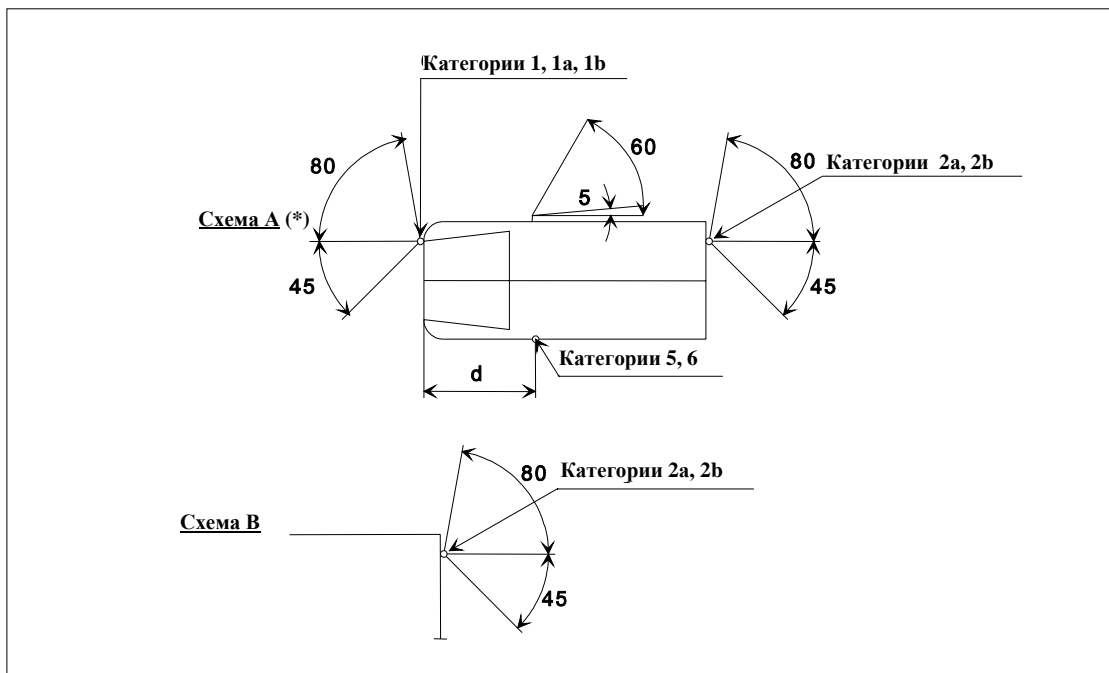 Категории 1, 1a, 1b
60
80
80
Категории 2a, 2b
5
Схема A (*)
45
45
Категории 5, 6
d
80
Категории 2a, 2b
Схема B
45